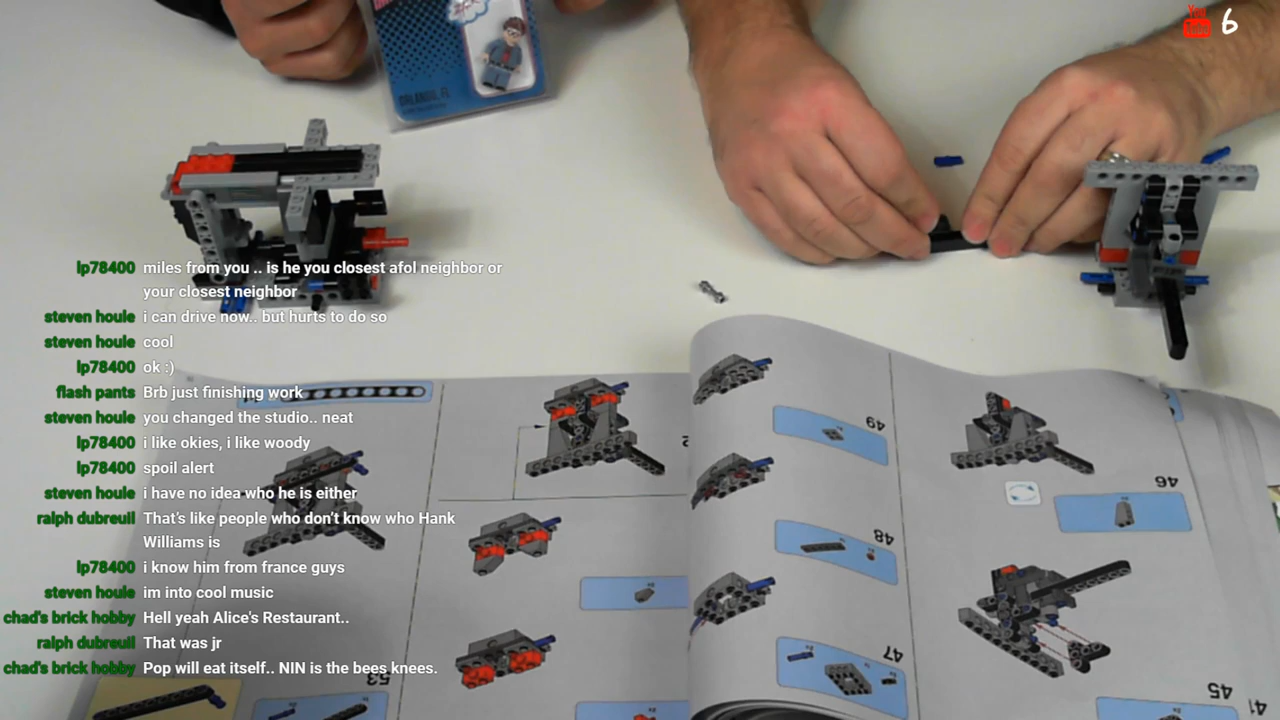 You
Tube 6
ORLANDO, FL
lp78400 miles from you .. is he you closest afol neighbor or
your closest neighbor
steven houle i can drive now.. but hurts to do so
steven houle cool
lp78400 ok :)
flash pants Brb just finishing work
steven houle you changed the studio.. neat
lp78400 i like okies, i like woody
lp78400 spoil alert
steven houle i have no idea who he is either
ralph dubreuil That's like people who don't know who Hank
Williams is
lp78400 i know him from france guys
steven houle im into cool music
chad's brick hobby Hell yeah Alice's Restaurant..
ralph dubreuil That was jr
chad's brick hobby Pop will eat itself.. NIN is the bees knees.
49
46
48
47
53
45
41